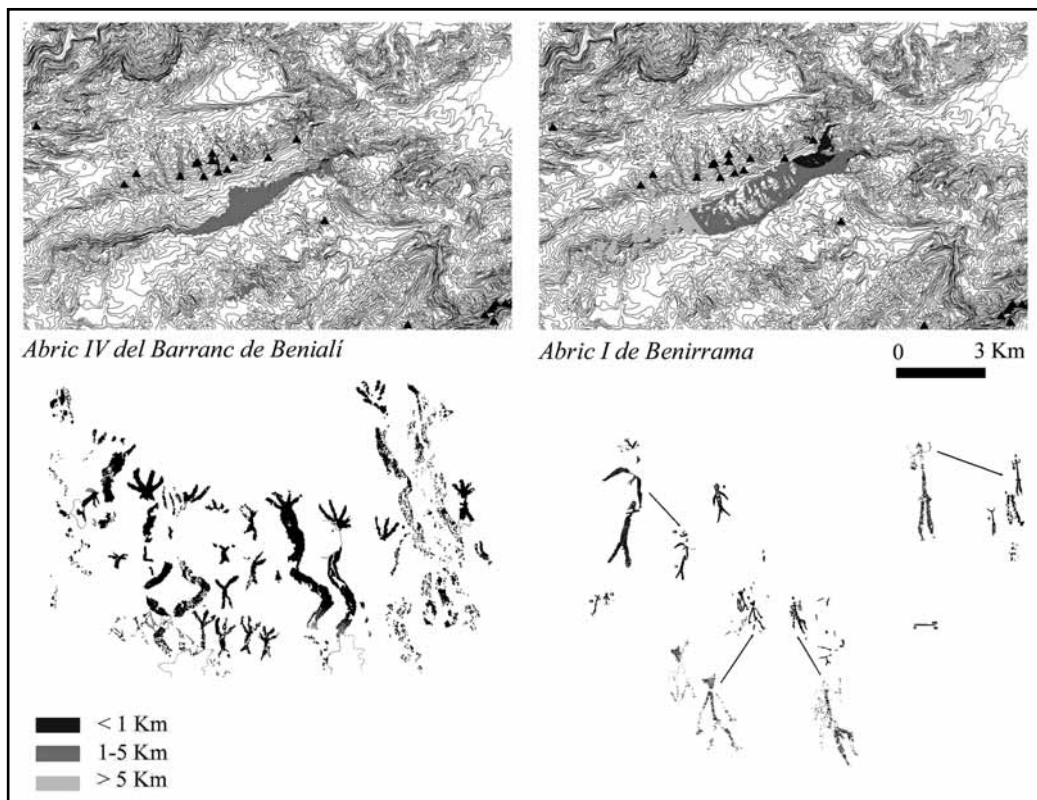 Abric IV del Barranc de Benialí
Abric I de Benirrama
0 3 Km
< 1 Km
1-5 Km
> 5 Km